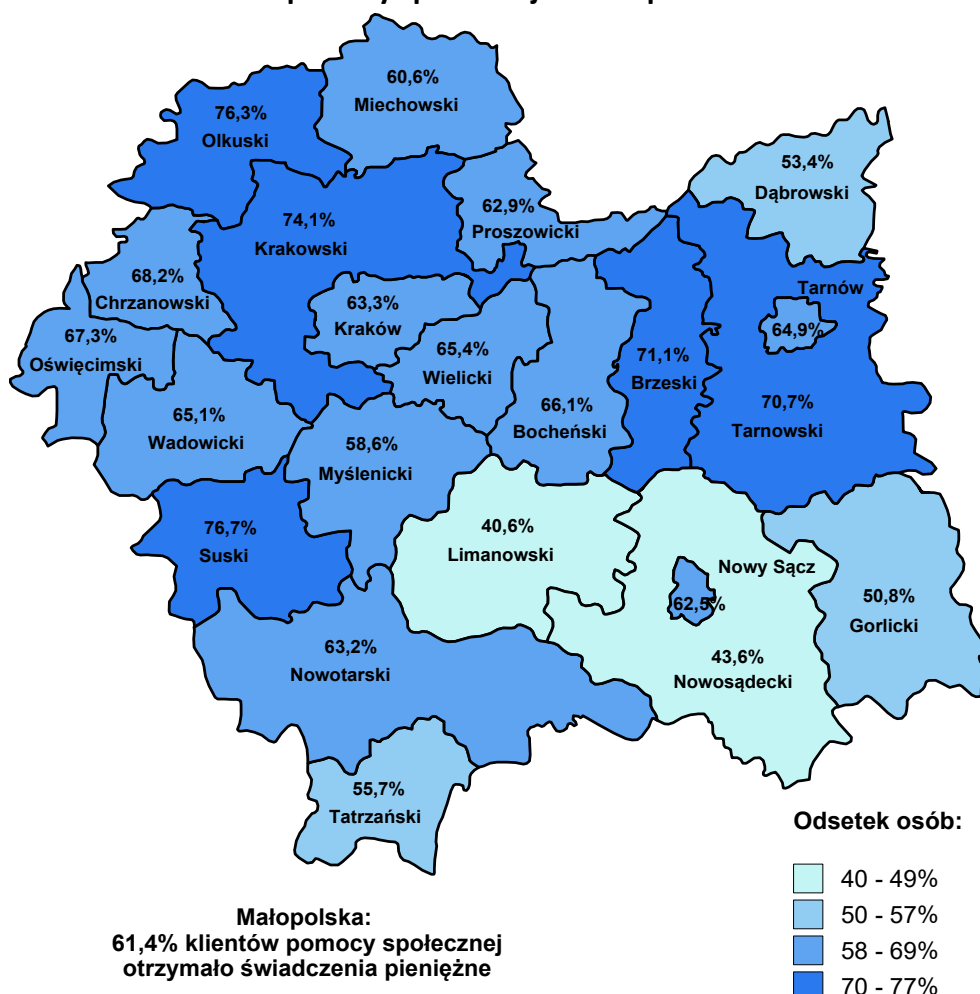 60,6%
Miechowski
76,3%
Olkuski
53,4%
Dąbrowski
62,9%
Proszowicki
74,1%
Krakowski
68,2%
Chrzanowski
Tarnów
64,9%
63,3%
Kraków
67,3%
Oświęcimski
65,4%
Wielicki
71,1%
Brzeski
70,7%
Tarnowski
66,1%
Bocheński
65,1%
Wadowicki
58,6%
Myślenicki
76,7%
Suski
40,6%
Limanowski
Nowy Sącz
62,5%
50,8%
Gorlicki
63,2%
Nowotarski
43,6%
Nowosądecki
55,7%
Tatrzański
Odsetek osób:
40 - 49%
50 - 57%
58 - 69%
70 - 77%
Małopolska:
61,4% klientów pomocy społecznej
otrzymało świadczenia pieniężne